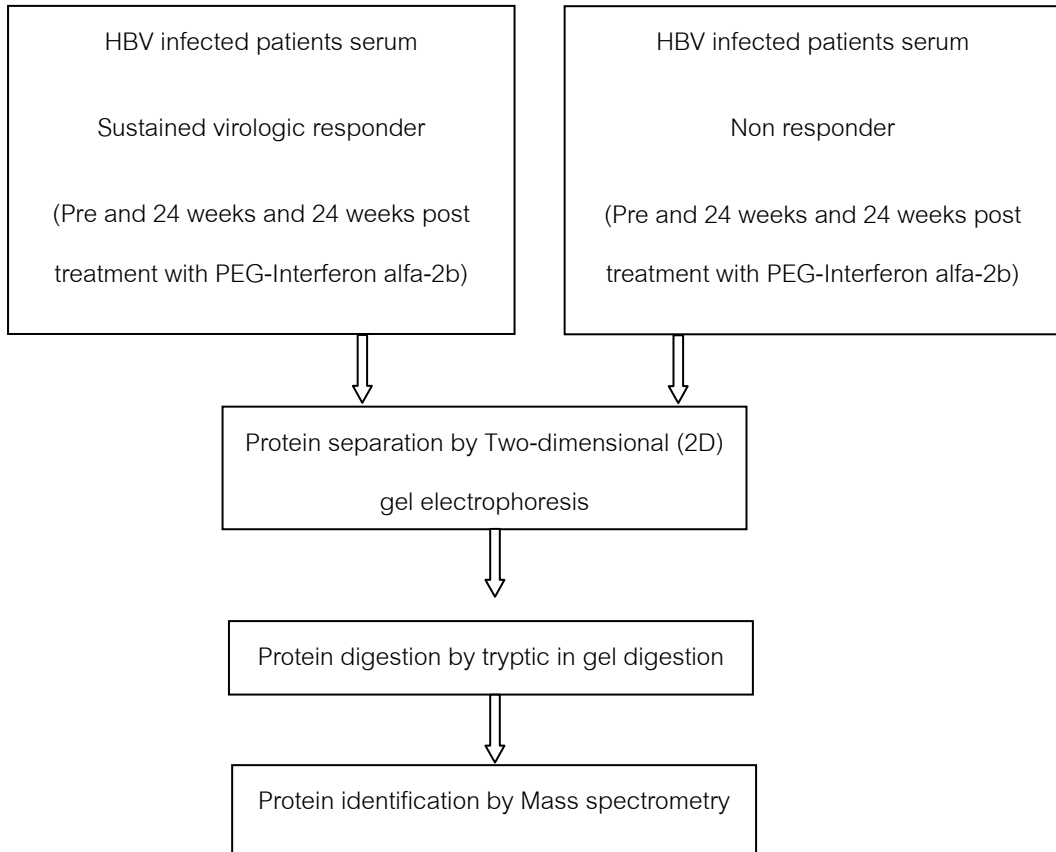 HBV infected patients serum
Sustained virologic responder
(Pre and 24 weeks and 24 weeks post
treatment with PEG-Interferon alfa-2b)
HBV infected patients serum
Non responder
(Pre and 24 weeks and 24 weeks post
treatment with PEG-Interferon alfa-2b)
Protein separation by Two-dimensional (2D)
gel electrophoresis
Protein digestion by tryptic in gel digestion
Protein identification by Mass spectrometry